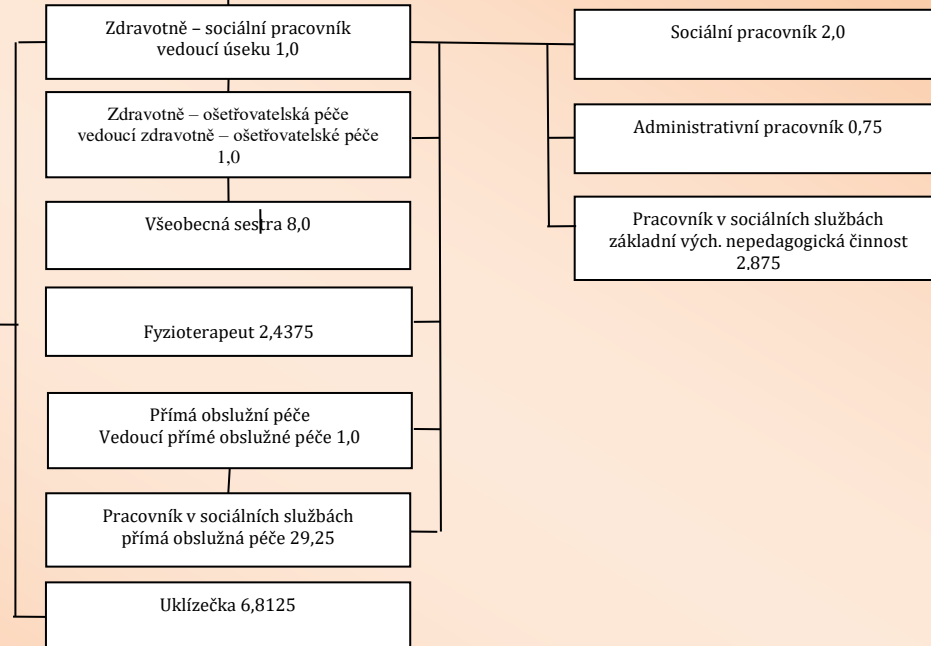 Zdravotně – sociální pracovník
vedoucí úseku 1,0
Zdravotně – ošetřovatelská péče
vedoucí zdravotně – ošetřovatelské péče
1,0
Všeobecná sestra 8,0
Fyzioterapeut 2,4375
Přímá obslužní péče
Vedoucí přímé obslužné péče 1,0
Pracovník v sociálních službách
přímá obslužná péče 29,25
Uklízečka 6,8125
Sociální pracovník 2,0
Administrativní pracovník 0,75
Pracovník v sociálních službách
základní vých. nepedagogická činnost
2,875